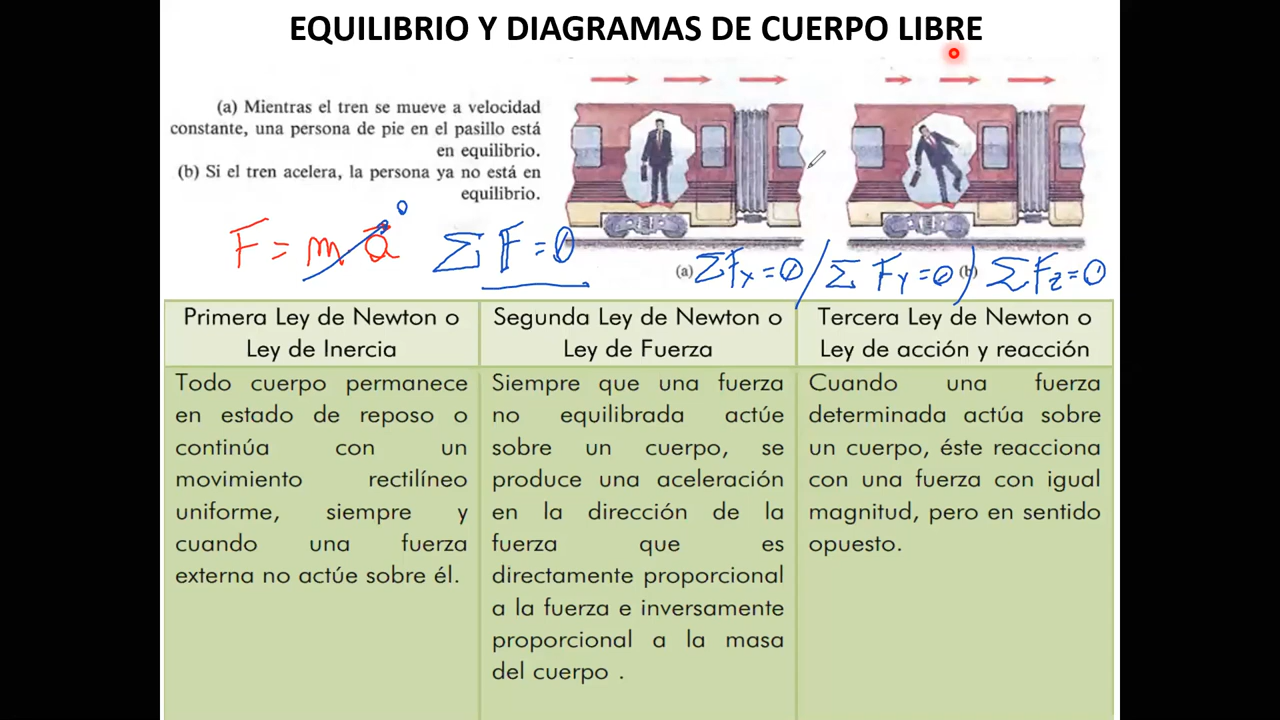 EQUILIBRIO Y DIAGRAMAS DE CUERPO LIBRE
(a) Mientras el tren se mueve a velocidad
constante, una persona de pie en el pasillo está
en equilibrio.
(b) Si el tren acelera, la persona ya no está en
equilibrio.
F = m a 0
Σ F = 0
(a) ΣFx = 0 / Σ Fy = 0 (b) / Σ Fz = 0
Primera Ley de Newton o
Ley de Inercia
Todo cuerpo permanece
en estado de reposo o
continúa con un
movimiento rectilíneo
uniforme, siempre y
cuando una fuerza
externa no actúe sobre él.
Segunda Ley de Newton o
Ley de Fuerza
Siempre que una fuerza
no equilibrada actúe
sobre un cuerpo, se
produce una aceleración
en la dirección de la
fuerza que es
directamente proporcional
a la fuerza e inversamente
proporcional a la masa
del cuerpo .
Tercera Ley de Newton o
Ley de acción y reacción
Cuando una fuerza
determinada actúa sobre
un cuerpo, éste reacciona
con una fuerza con igual
magnitud, pero en sentido
opuesto.